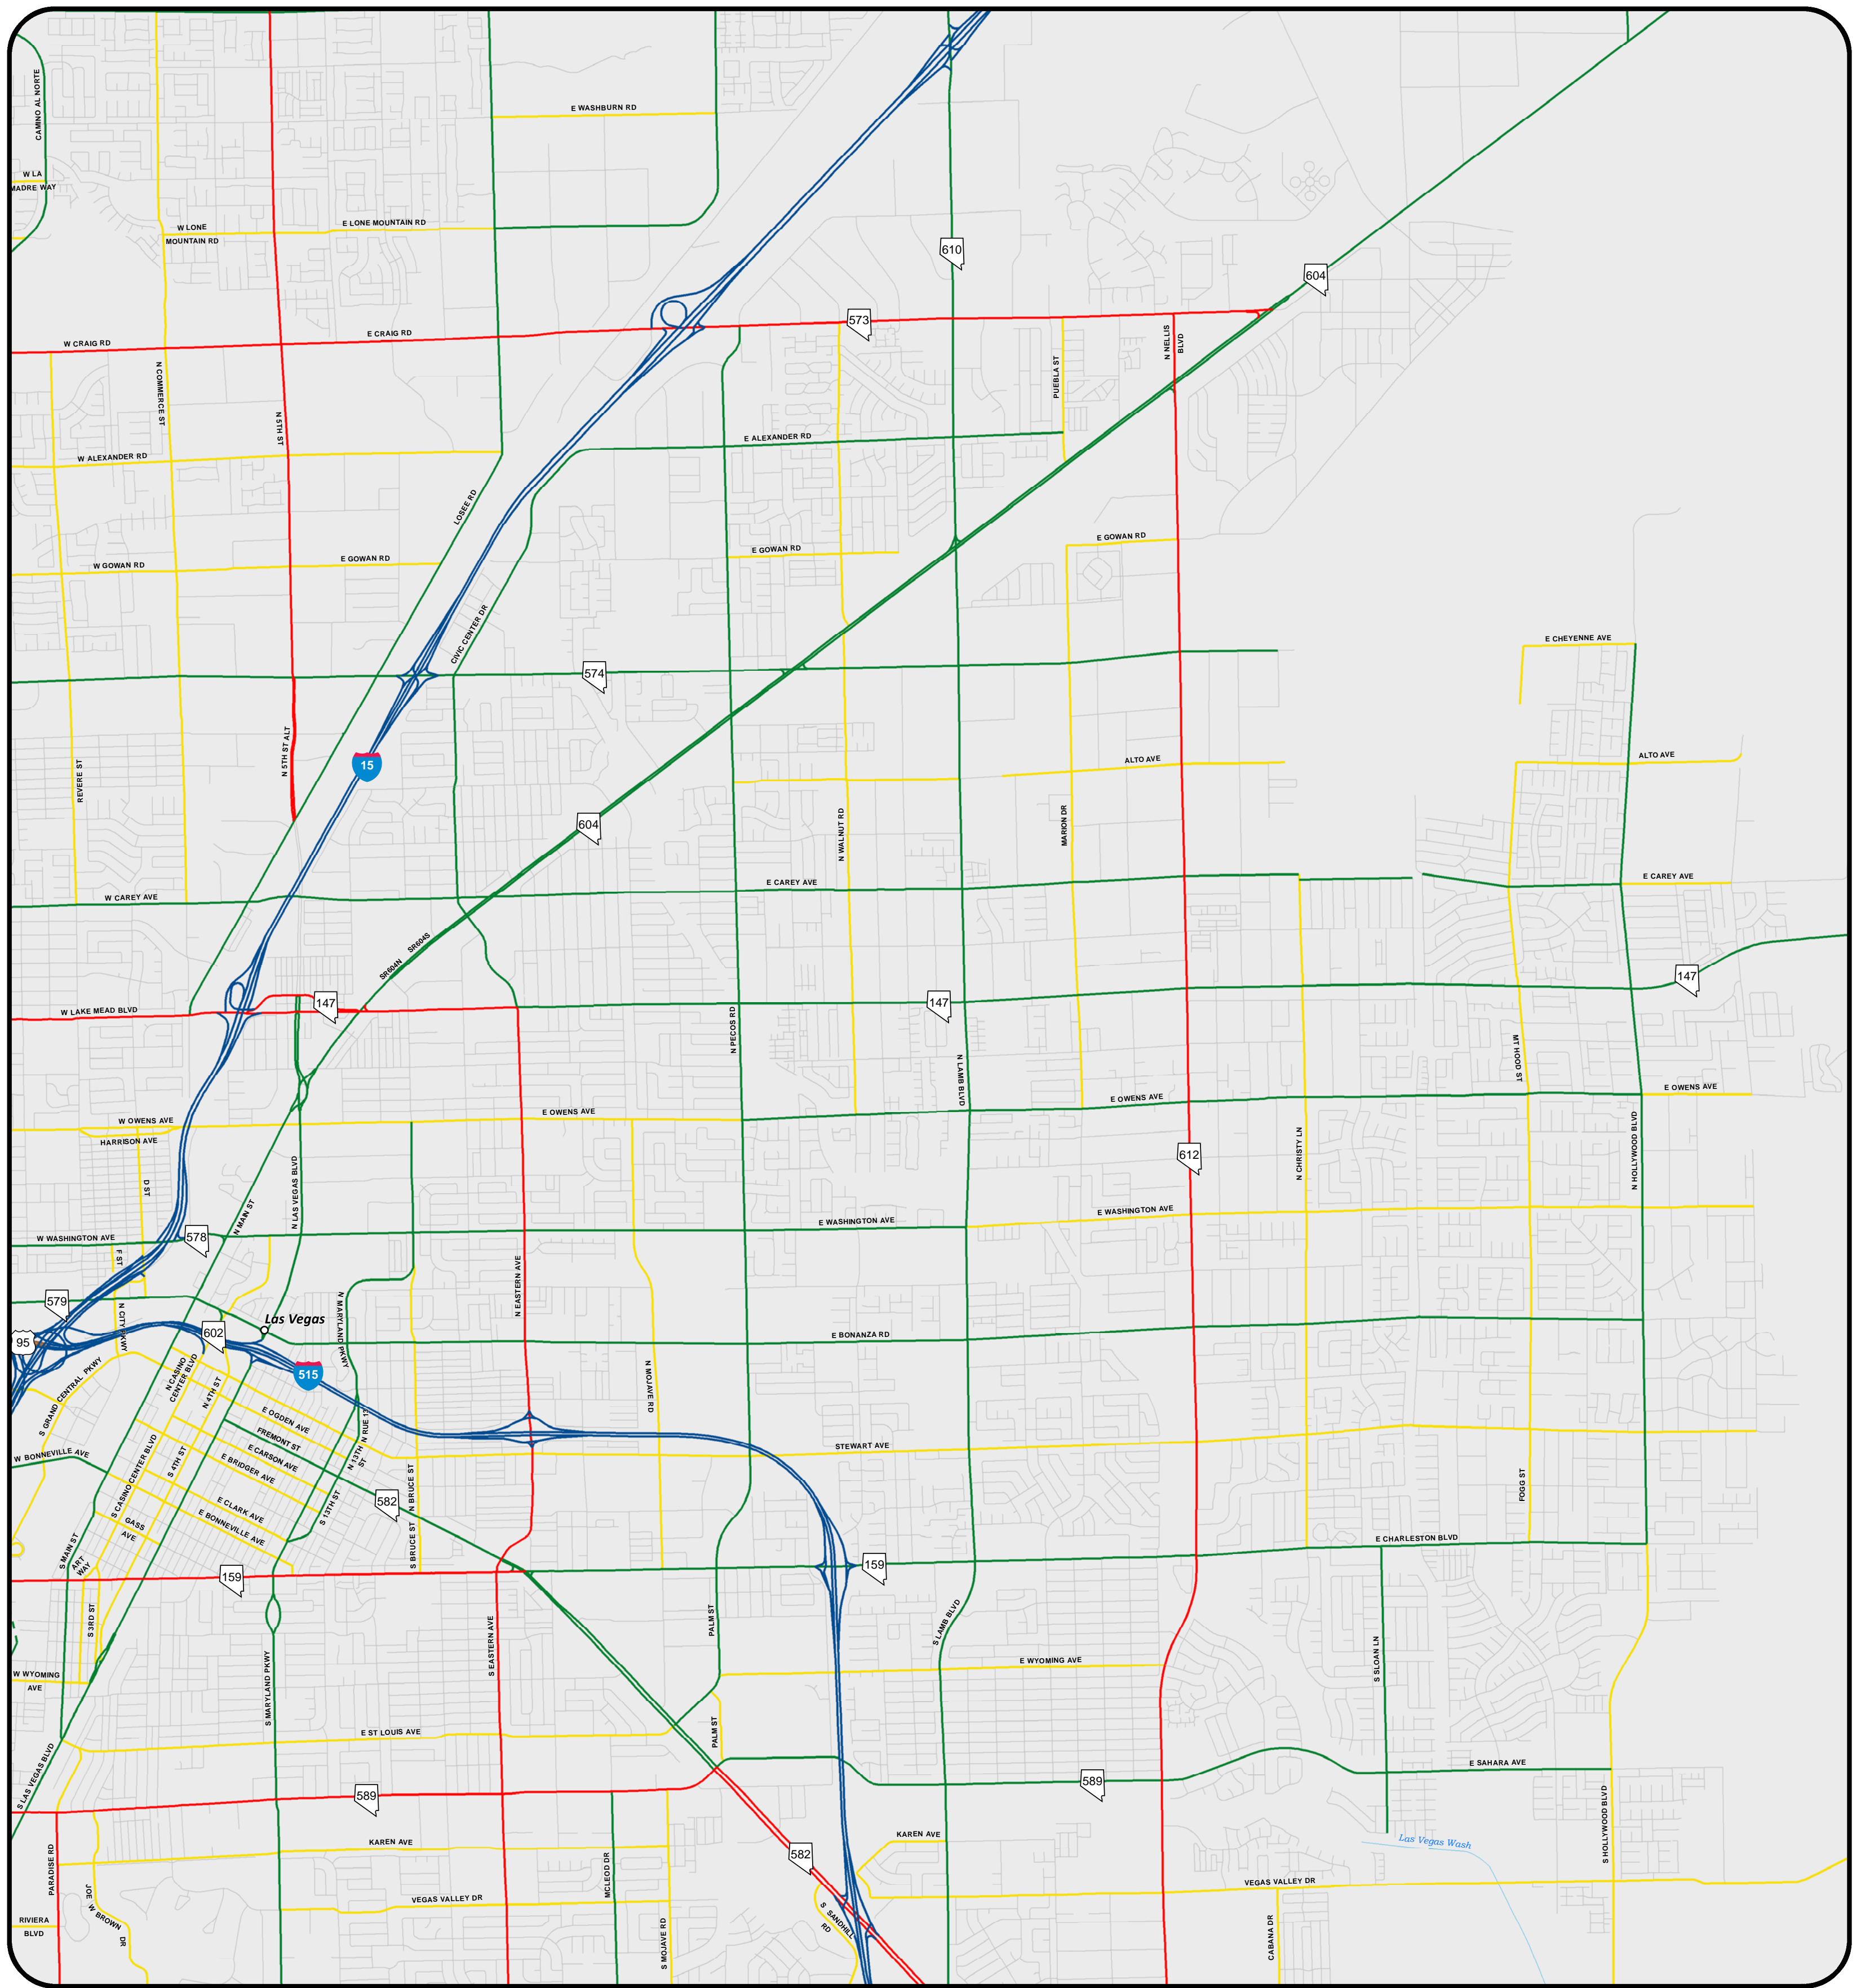 CAMINO AL NORTE
E WASHBURN RD
W LA
MADRE WAY
W LONE
MOUNTAIN RD
E LONE MOUNTAIN RD
610
604
573
W CRAIG RD
E CRAIG RD
N NELLIS
BLVD
PUEBLA ST
N COMMERCE ST
N 5TH ST
E ALEXANDER RD
W ALEXANDER RD
LOSEE RD
E GOWAN RD
E GOWAN RD
E GOWAN RD
W GOWAN RD
CIVIC CENTER DR
E CHEYENNE AVE
574
N 5TH ST ALT
15
REVERE ST
ALTO AVE
ALTO AVE
604
N WALNUT RD
MARION DR
E CAREY AVE
E CAREY AVE
W CAREY AVE
SR604S
SR604N
147
147
147
W LAKE MEAD BLVD
N PECOS RD
N LAMB BLVD
MT HOOD ST
E OWENS AVE
E OWENS AVE
E OWENS AVE
W OWENS AVE
HARRISON AVE
D ST
N LAS VEGAS BLVD
N MAIN ST
612
N CHRISTY LN
N HOLLYWOOD BLVD
E WASHINGTON AVE
E WASHINGTON AVE
W WASHINGTON AVE
578
F ST
N EASTERN AVE
579
N CITY PKWY
N MARYLAND PKWY
Las Vegas
602
95
E BONANZA RD
515
N CASINO
CENTER BLVD
N 4TH ST
S GRAND CENTRAL PKWY
N MOJAVE RD
E OGDEN AVE
FREMONT ST
E CARSON AVE
E BRIDGER AVE
N RUE 13
N 13TH
ST
STEWART AVE
W BONNEVILLE AVE
S CASINO CENTER BLVD
S 4TH ST
N BRUCE ST
FOGG ST
582
S 13TH ST
E CLARK AVE
E BONNEVILLE AVE
GASS
AVE
S MAIN ST
ART
WAY
S BRUCE ST
E CHARLESTON BLVD
159
159
S 3RD ST
PALM ST
S LAMB BLVD
S EASTERN AVE
S MARYLAND PKWY
S SLOAN LN
W WYOMING
AVE
E WYOMING AVE
E ST LOUIS AVE
PALM ST
S LAS VEGAS BLVD
E SAHARA AVE
589
589
KAREN AVE
KAREN AVE
Las Vegas Wash
S HOLLYWOOD BLVD
582
PARADISE RD
MCLEOD DR
JOE W BROWN DR
VEGAS VALLEY DR
VEGAS VALLEY DR
RIVIERA
BLVD
S MOJAVE RD
S SANDHILL
RD
CABANA DR